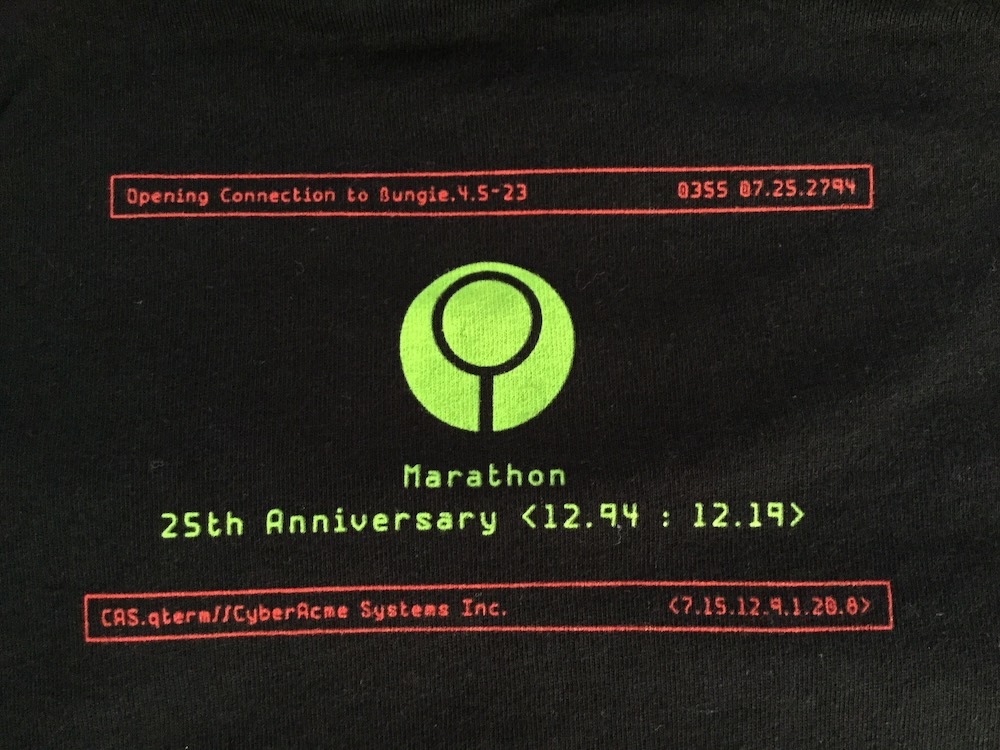 Opening Connection to Bungie.4.5-23 0355 07.25.2794
Marathon
25th Anniversary <12.94 : 12.19>
CAS.qterm//CyberAcme Systems Inc. <7.15.12.9.1.20.8>